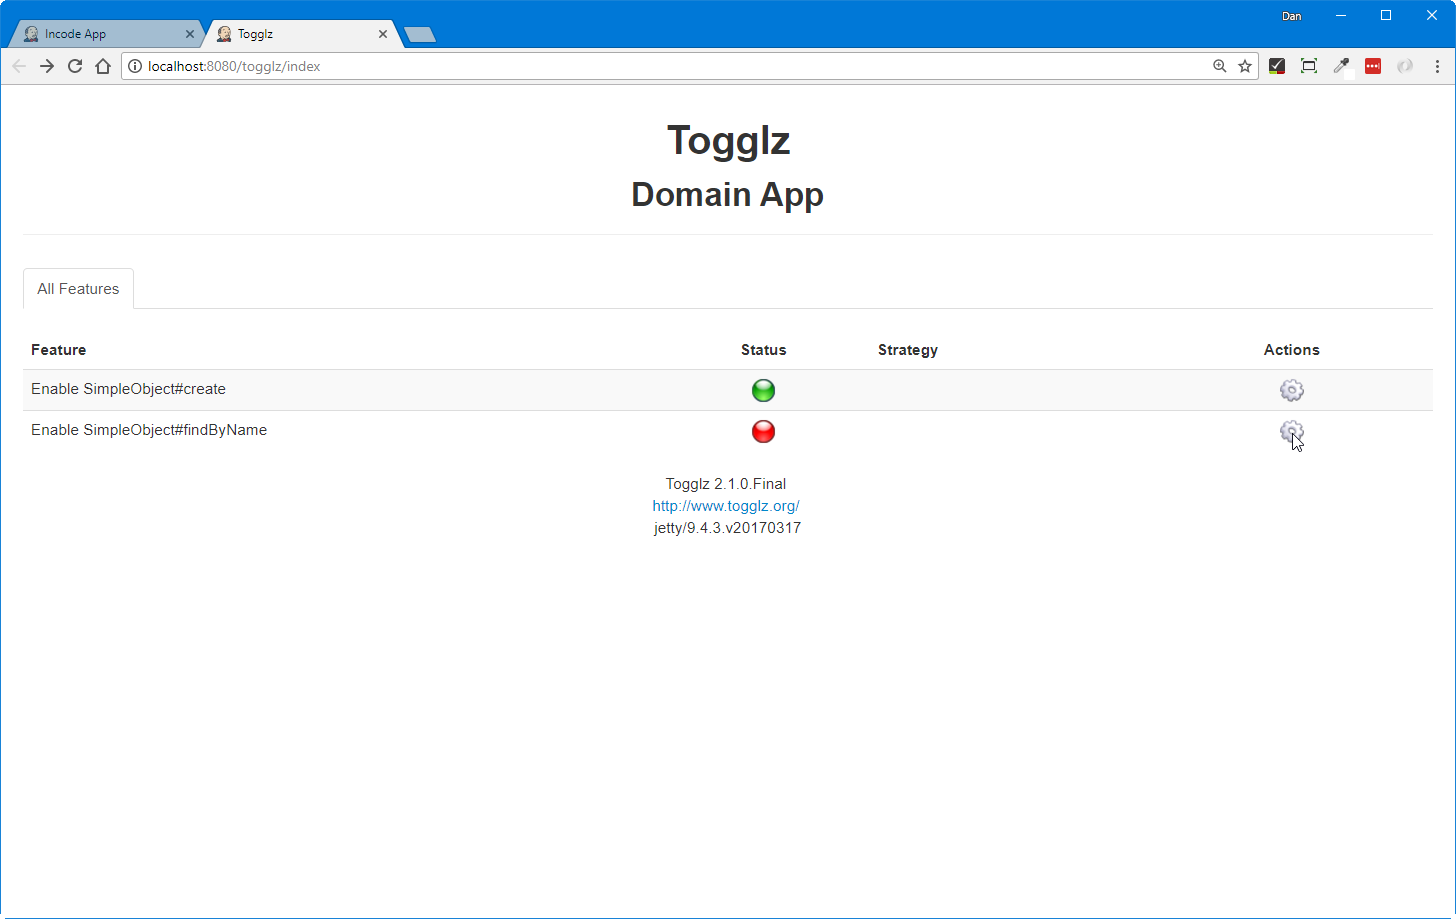 Dan
Incode App
Togglz
localhost:8080/togglz/index
Togglz
Domain App
All Features
Feature Status Strategy Actions
Enable SimpleObject#create
Enable SimpleObject#findByName
Togglz 2.1.0.Final
http://www.togglz.org/
jetty/9.4.3.v20170317